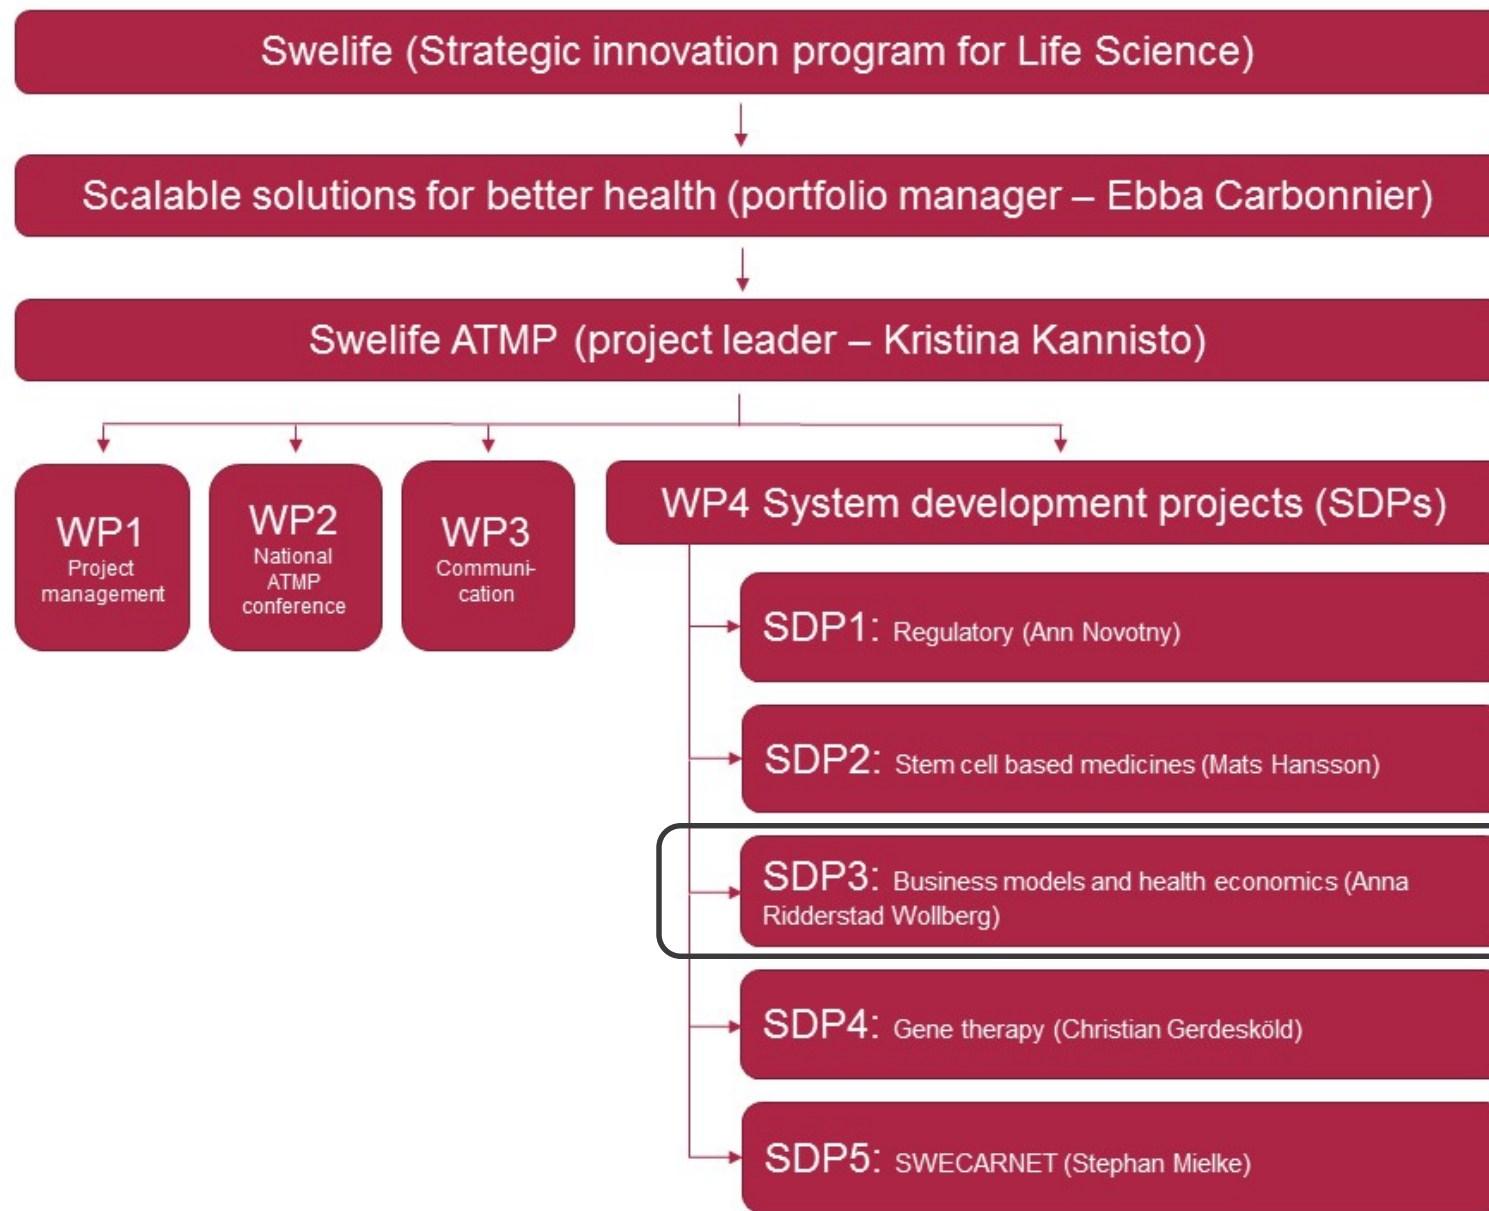 Swelife (Strategic innovation program for Life Science)
Scalable solutions for better health (portfolio manager – Ebba Carbonnier)
Swelife ATMP (project leader – Kristina Kannisto)
WP1
Project
management
WP2
National
ATMP
conference
WP3
Communi-
cation
WP4 System development projects (SDPs)
SDP1: Regulatory (Ann Novotny)
SDP2: Stem cell based medicines (Mats Hansson)
SDP3: Business models and health economics (Anna
Ridderstad Wollberg)
SDP4: Gene therapy (Christian Gerdesköld)
SDP5: SWECARNET (Stephan Mielke)